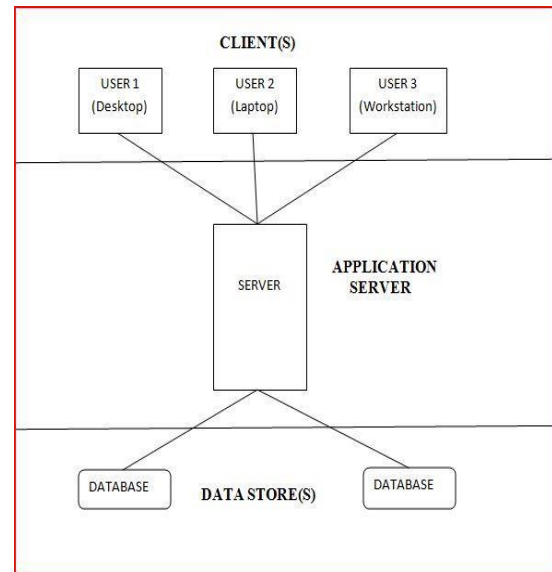 CLIENT(S)
USER 1
(Desktop)
USER 2
(Laptop)
USER 3
(Workstation)
SERVER
APPLICATION
SERVER
DATABASE
DATA STORE(S)
DATABASE